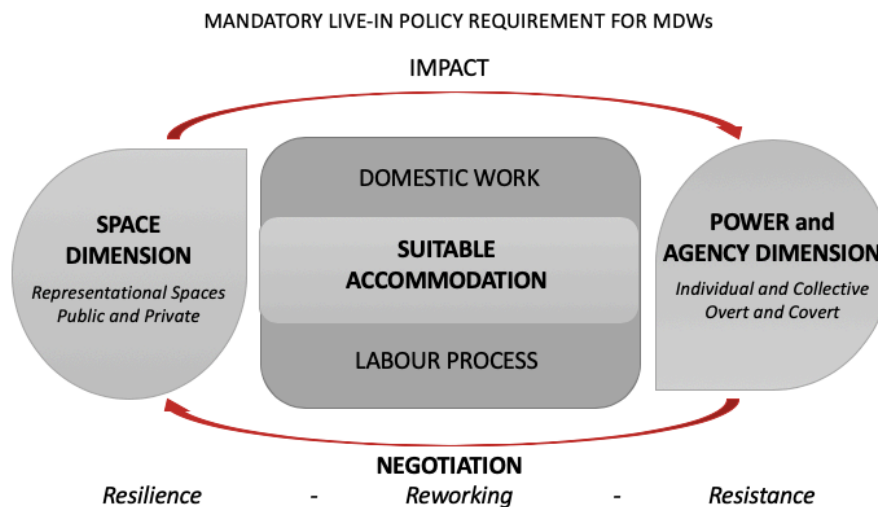 MANDATORY LIVE-IN POLICY REQUIREMENT FOR MDWs
IMPACT
SPACE
DIMENSION
Representational Spaces
Public and Private
DOMESTIC WORK
SUITABLE
ACCOMMODATION
LABOUR PROCESS
POWER and
AGENCY DIMENSION
Individual and Collective
Overt and Covert
NEGOTIATION
Resilience - Reworking - Resistance